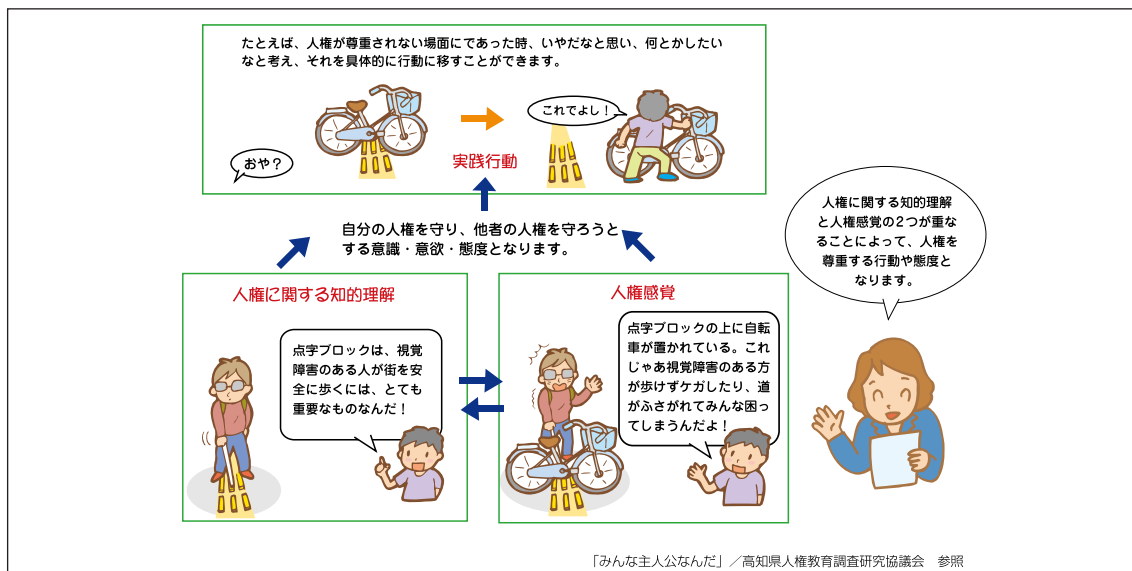 たとえば、人権が尊重されない場面にであった時、いやだなと思い、何とかしたい
なと考え、それを具体的に行動に移すことができます。
これでよし！
おや？
実践行動
自分の人権を守り、他者の人権を守ろうと
する意識・意欲・態度となります。
人権に関する知的理解
と人権感覚の2つが重な
ることによって、人権を
尊重する行動や態度と
なります。
人権に関する知的理解
点字ブロックは、視覚
障害のある人が街を安
全に歩くには、とても
重要なものなんだ！
人権感覚
点字ブロックの上に自転
車が置かれている。これ
じゃあ視覚障害のある方
が歩けずケガしたり、道
がふさがれてみんな困っ
てしまうんだよ！
「みんな主人公なんだ」／高知県人権教育調査研究協議会　参照